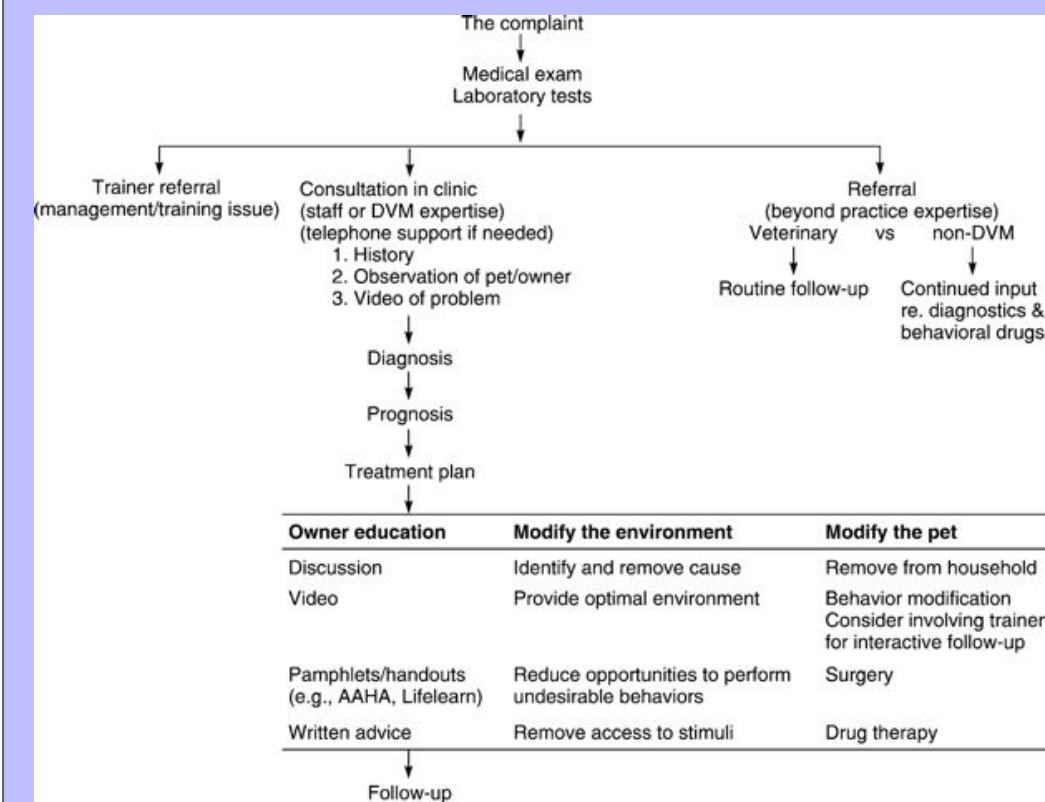 The complaint
Medical exam
Laboratory tests
Trainer referral
(management/training issue)
Consultation in clinic
(staff or DVM expertise)
(telephone support if needed)
1. History
2. Observation of pet/owner
3. Video of problem
Referral
(beyond practice expertise)
Veterinary vs non-DVM
Routine follow-up
Continued input
re. diagnostics &
behavioral drugs
Diagnosis
Prognosis
Treatment plan
Owner education Modify the environment Modify the pet
Discussion Identify and remove cause Remove from household
Video Provide optimal environment Behavior modification
Consider involving trainer
for interactive follow-up
Pamphlets/handouts Reduce opportunities to perform Surgery
(e.g., AAHA, Lifelearn) undesirable behaviors
Written advice Remove access to stimuli Drug therapy
Follow-up